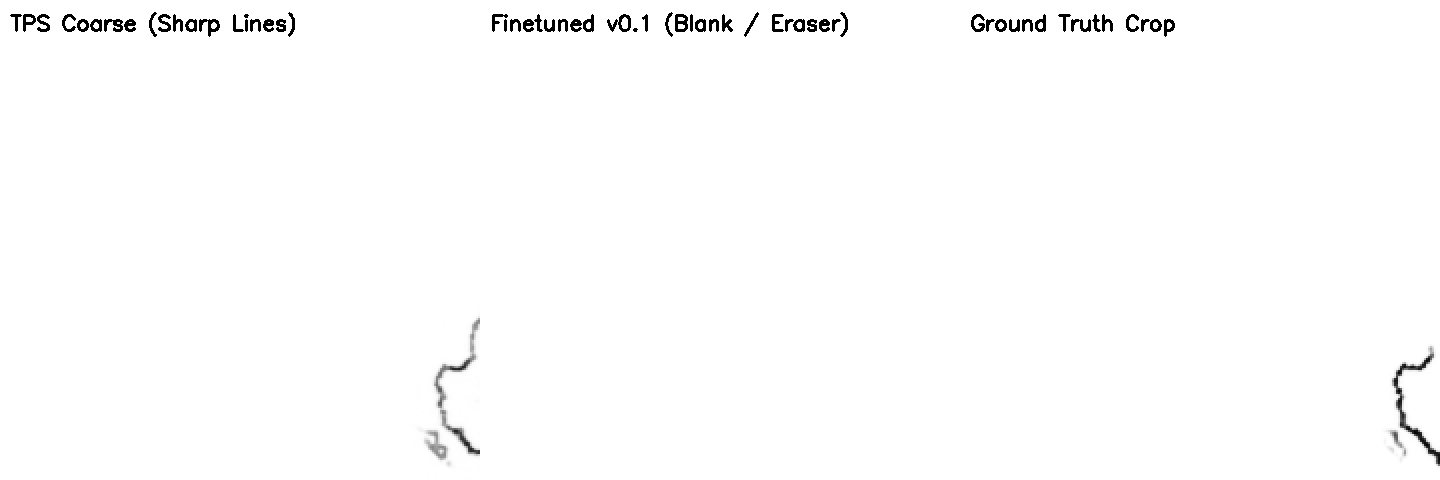 TPS Coarse (Sharp Lines)
Finetuned v0.1 (Blank / Eraser)
Ground Truth Crop